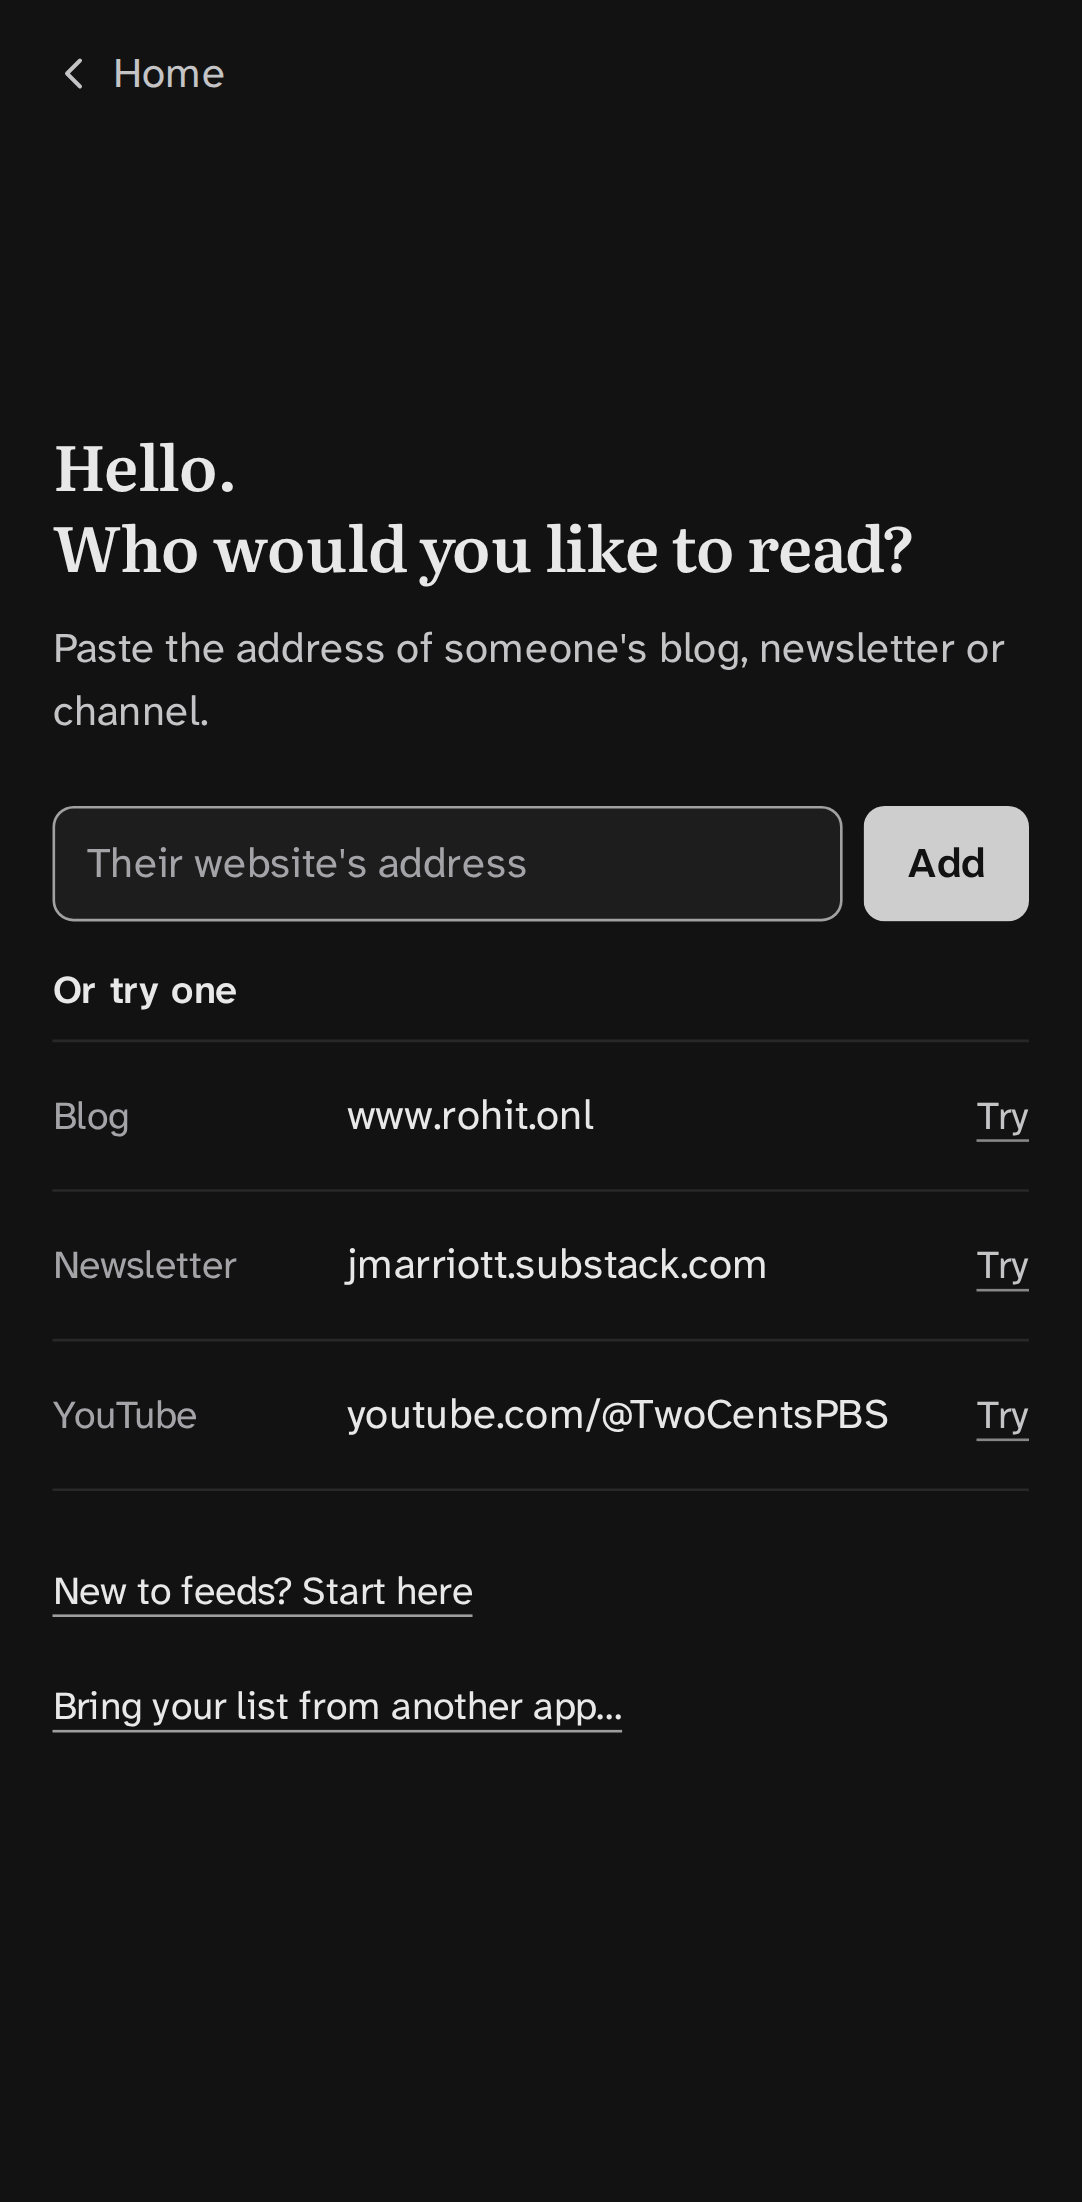 Home
Hello.
Who would you like to read?
Paste the address of someone's blog, newsletter or
channel.
Their website's address
Add
Or try one
Blog www.rohit.onl Try
Newsletter jmarriott.substack.com Try
YouTube youtube.com/@TwoCentsPBS Try
New to feeds? Start here
Bring your list from another app...